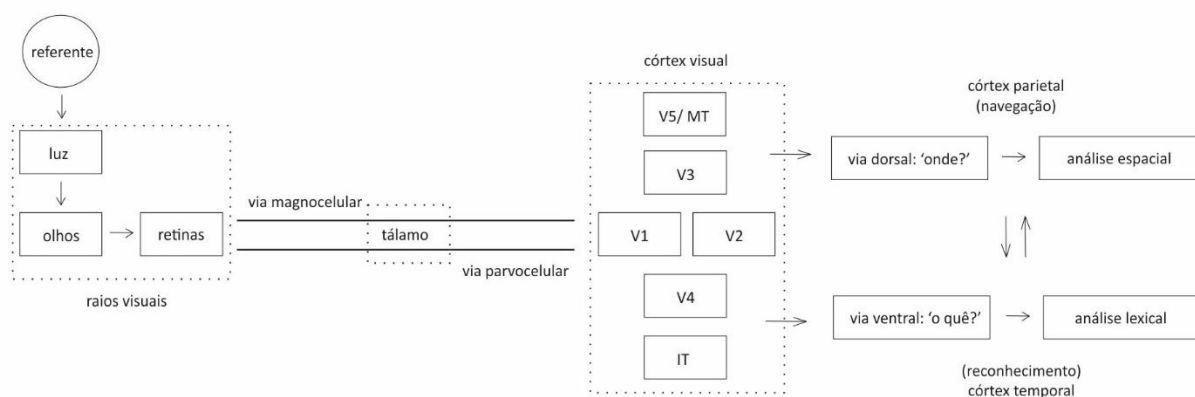 referente
luz
olhos
retinas
raios visuais
via magnocelular
tálamo
via parvocelular
córtex visual
V5/ MT
V3
V1
V2
V4
IT
córtex parietal
(navegação)
via dorsal: ‘onde?’
análise espacial
via ventral: ‘o quê?’
análise lexical
(reconhecimento)
córtex temporal